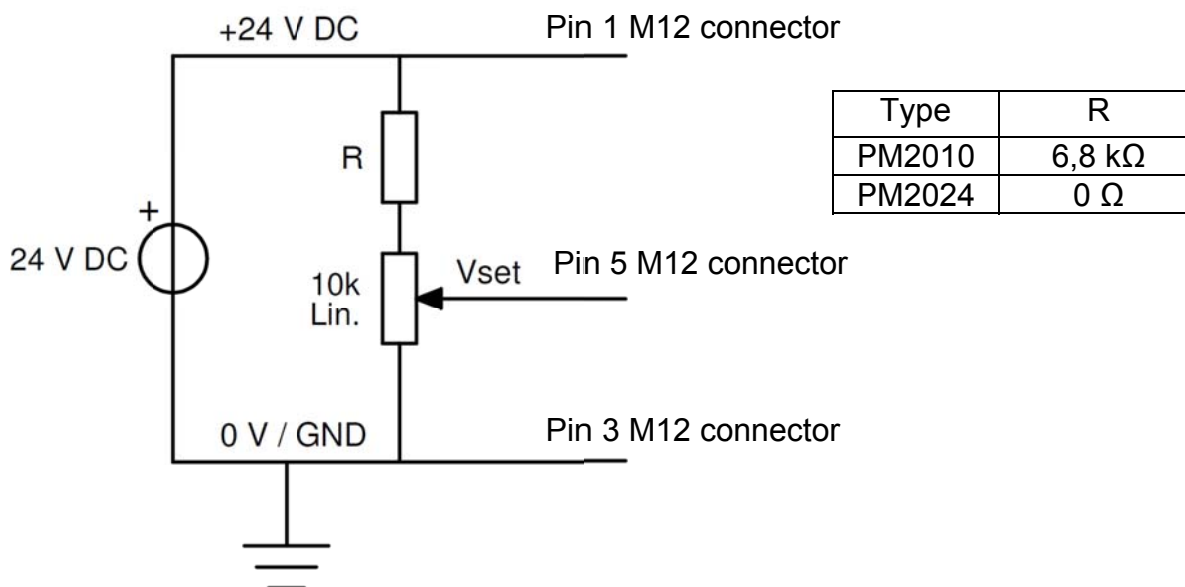 +24 V DC
Pin 1 M12 connector
Type R
R
PM2010 6,8 kΩ
PM2024 0 Ω
+
24 V DC
10k
Lin.
Vset
Pin 5 M12 connector
0 V / GND
Pin 3 M12 connector